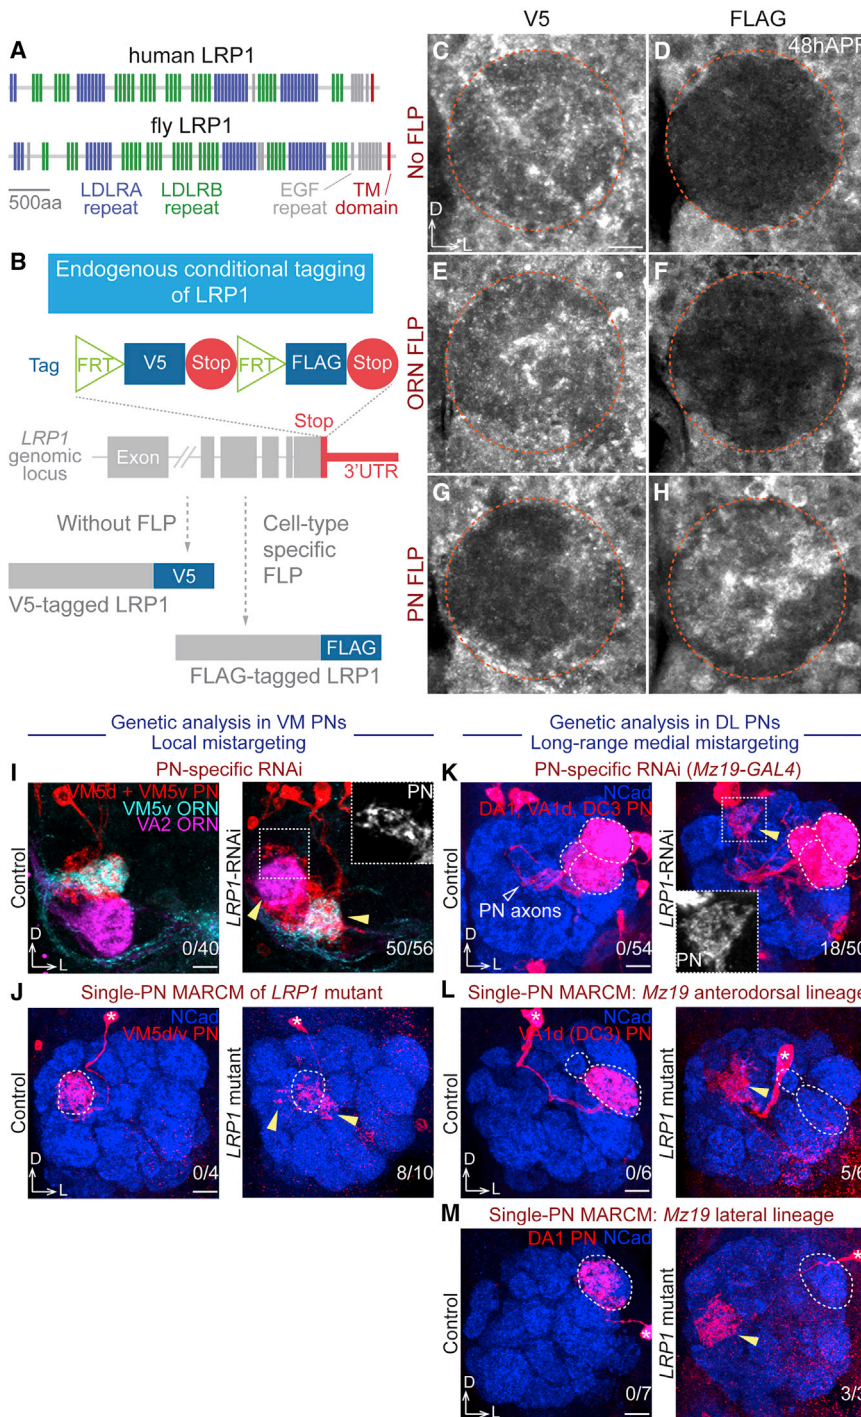 A
human LRP1
fly LRP1
500aa
LDLRA
repeat
LDLRB
repeat
EGF
repeat
TM
domain
B
Endogenous conditional tagging
of LRP1
Tag
FRT
V5
Stop
FRT
FLAG
Stop
LRP1
genomic
locus
Exon
Stop
3'UTR
Without FLP
Cell-type
specific
FLP
V5
V5-tagged LRP1
FLAG
FLAG-tagged LRP1
V5
FLAG
No FLP
C
D
L
D
48hAPF
ORN FLP
E
F
PN FLP
G
H
Genetic analysis in VM PNs
Local mistargeting
I
PN-specific RNAi
Control
VM5d + VM5v PN
VM5v ORN
VA2 ORN
D
L
0/40
LRP1-RNAi
PN
50/56
J
Single-PN MARCM of LRP1 mutant
Control
NCad
VM5d/v PN
D
L
0/4
LRP1 mutant
*
*
8/10
Genetic analysis in DL PNs
Long-range medial mistargeting
K
PN-specific RNAi (Mz19-GAL4)
Control
NCad
DA1, VA1d, DC3 PN
PN axons
D
L
0/54
LRP1-RNAi
PN
18/50
L
Single-PN MARCM: Mz19 anterodorsal lineage
Control
NCad
VA1d (DC3) PN
*
D
L
0/6
LRP1 mutant
*
5/6
M
Single-PN MARCM: Mz19 lateral lineage
Control
DA1 PN NCad
*
D
L
0/7
LRP1 mutant
*
3/3